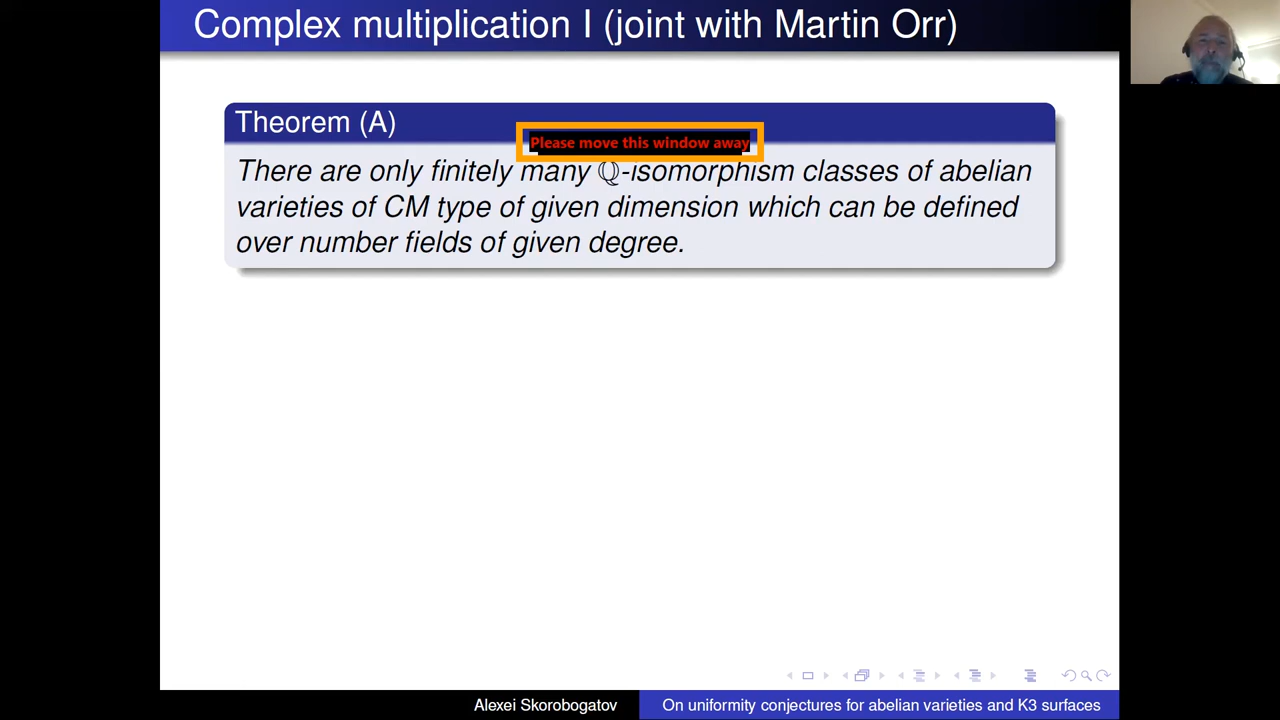 Complex multiplication I (joint with Martin Orr)
Theorem (A)
Please move this window away
There are only finitely many ℚ-isomorphism classes of abelian
varieties of CM type of given dimension which can be defined
over number fields of given degree.
Alexei Skorobogatov
On uniformity conjectures for abelian varieties and K3 surfaces